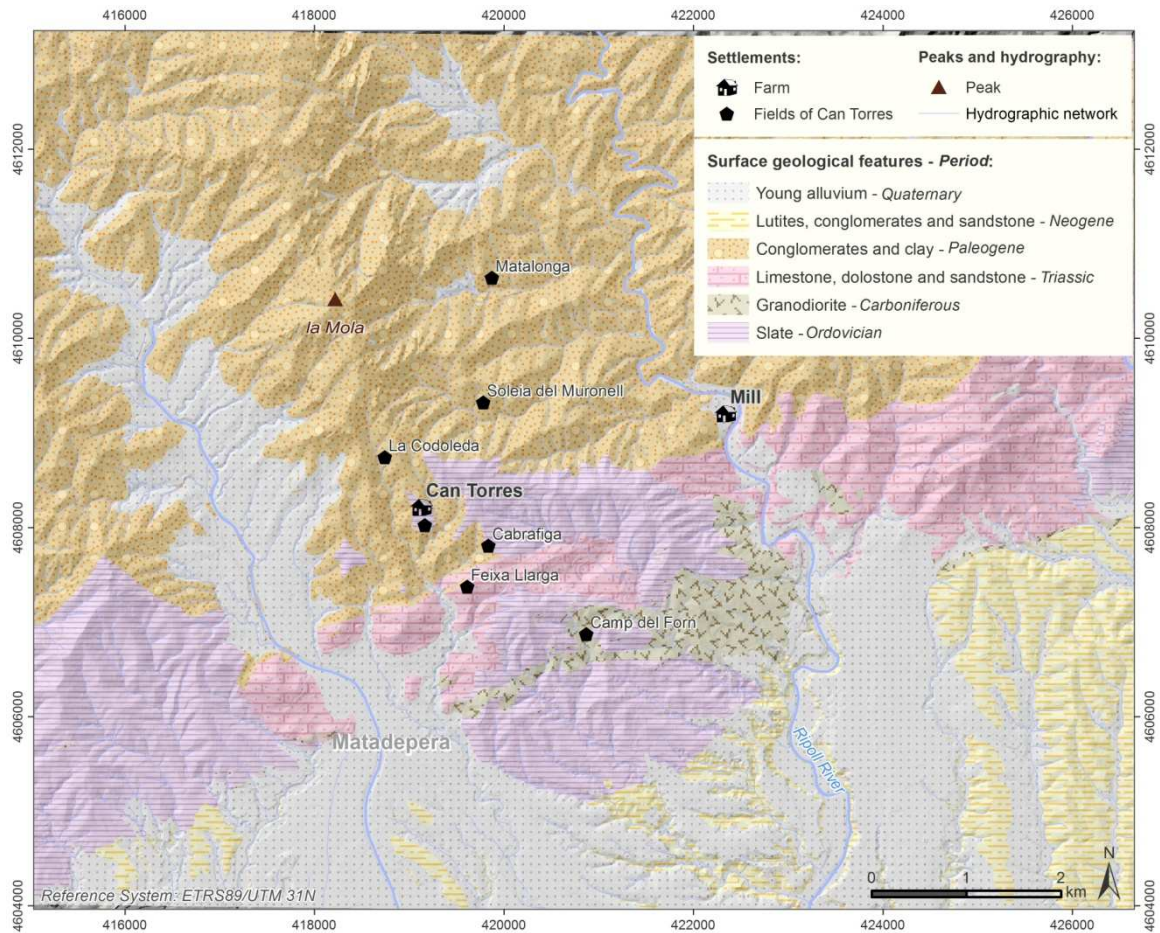 416000 418000 420000 422000 424000 426000
Settlements:
Farm
Fields of Can Torres
Peaks and hydrography:
Peak
Hydrographic network
Surface geological features - Period:
Young alluvium - Quaternary
Lutites, conglomerates and sandstone - Neogene
Conglomerates and clay - Paleogene
Limestone, dolostone and sandstone - Triassic
Granodiorite - Carboniferous
Slate - Ordovician
4612000
4612000
Matalonga
la Mola
4610000
4610000
Soleia del Muronell
Mill
La Codoleda
Can Torres
4608000
4608000
Cabrafiga
Feixa Llarga
Camp del Forn
4606000
4606000
Matadepera
Ripoll River
N
0 1 2
km
Reference System: ETRS89/UTM 31N
4604000
4604000
416000 418000 420000 422000 424000 426000